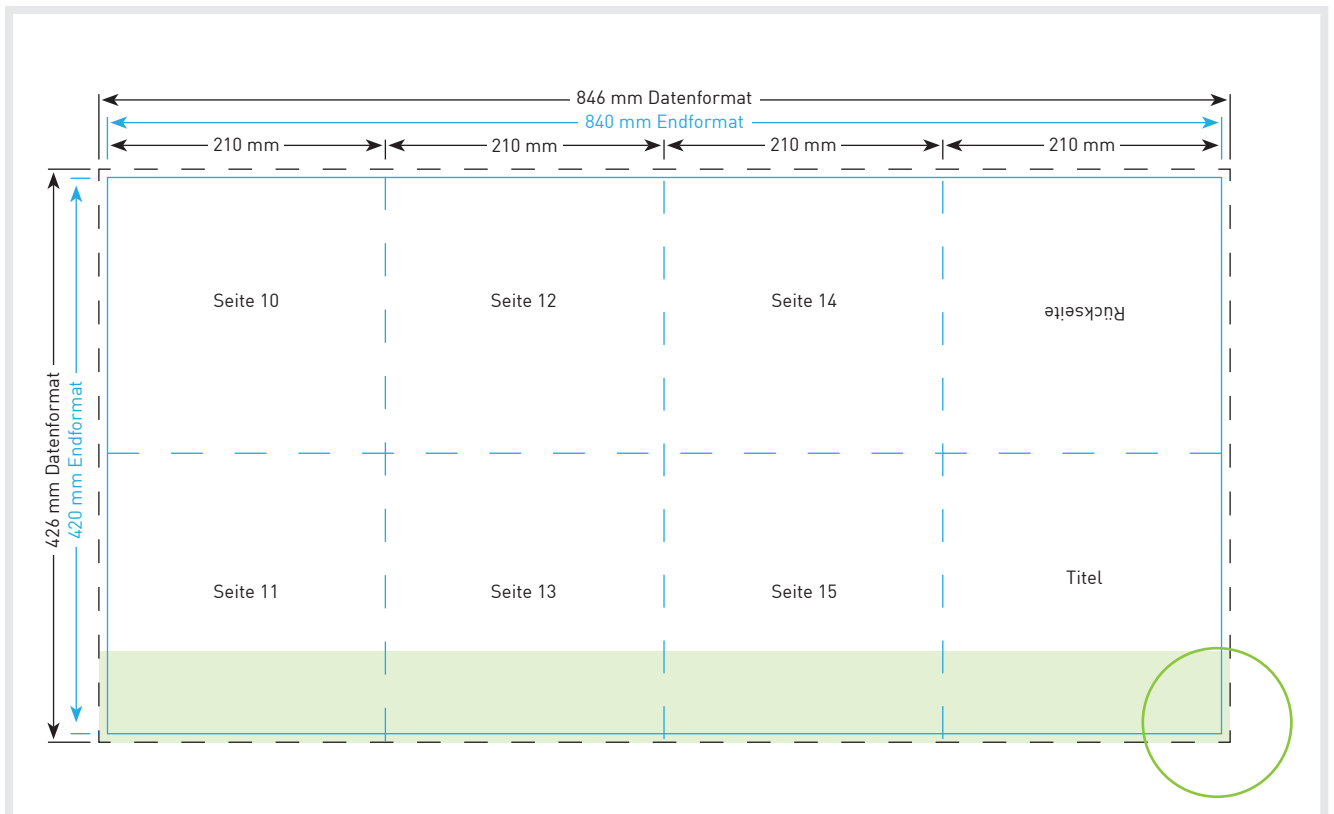 846 mm Datenformat
840 mm Endformat
210 mm
210 mm
210 mm
210 mm
426 mm Datenformat
420 mm Endformat
Seite 10
Seite 12
Seite 14
Rückseite
Seite 11
Seite 13
Seite 15
Titel